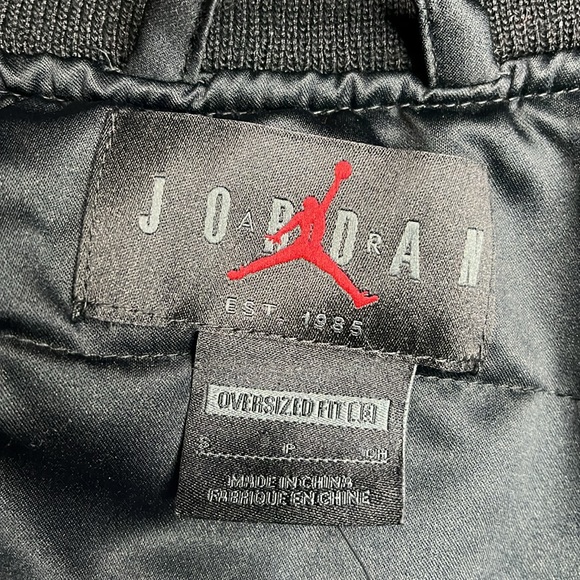 JORDAN
AIR
EST. 1985
OVERSIZED FIT
S P CH
MADE IN CHINA
FABRIQUE EN CHINE